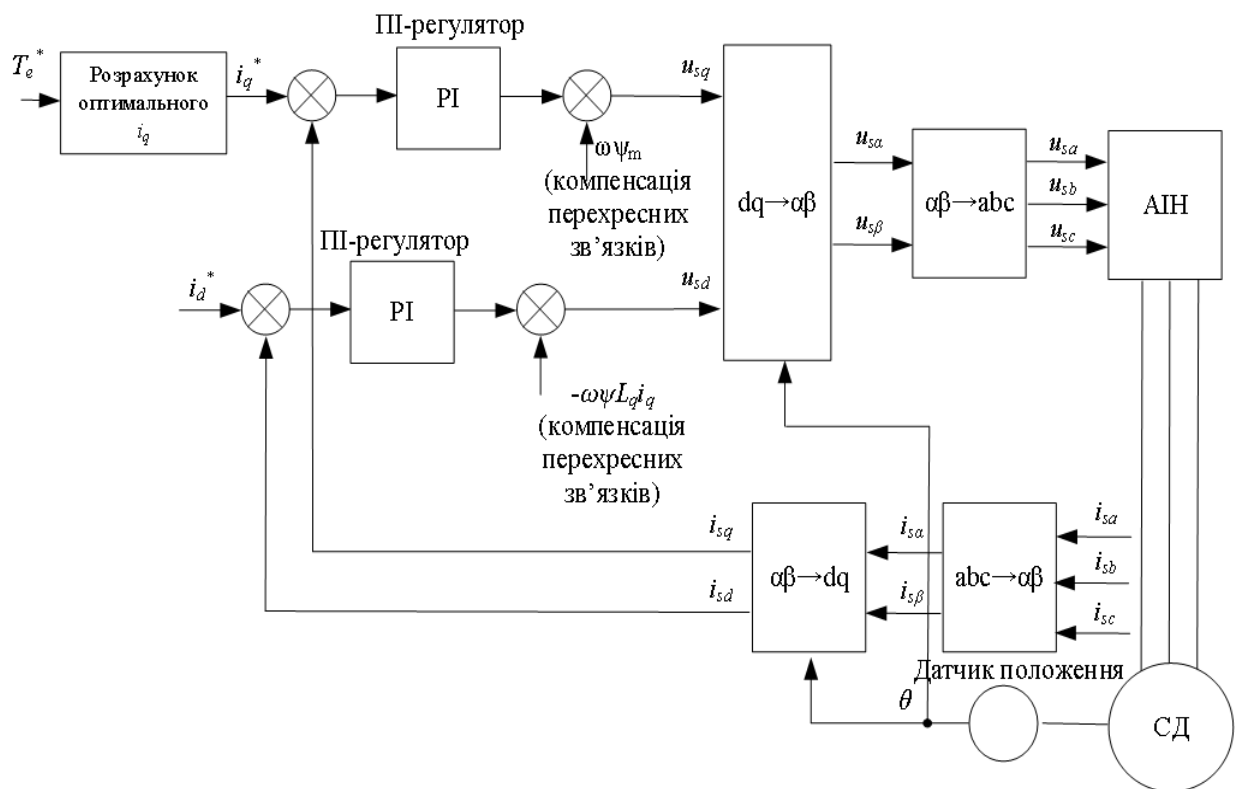 ПІ-регулятор
Te*
Розрахунок
оптимального
iq
iq*
PI
usq
ωψm
(компенсація
перехресних
зв’язків)
dq→αβ
usα
usβ
αβ→abc
usa
usb
usc
АІН
ПІ-регулятор
id*
PI
usd
-ωψLqiq
(компенсація
перехресних
зв’язків)
isq
isd
αβ→dq
isα
isβ
abc→αβ
isa
isb
isc
Датчик положення
θ
СД